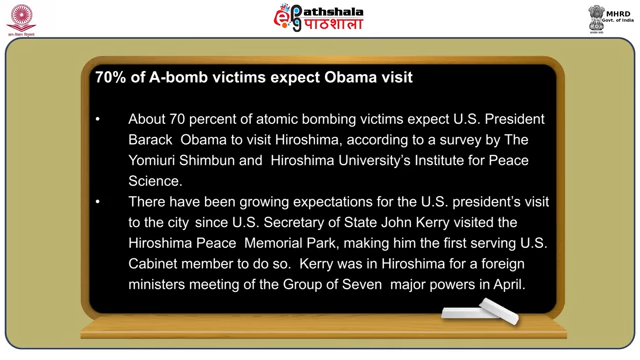 ePathshala
पाठशाला
MHRD
Govt. of India
70% of A-bomb victims expect Obama visit
• About 70 percent of atomic bombing victims expect U.S. President
Barack Obama to visit Hiroshima, according to a survey by The
Yomiuri Shimbun and Hiroshima University's Institute for Peace
Science.
• There have been growing expectations for the U.S. president's visit
to the city since U.S. Secretary of State John Kerry visited the
Hiroshima Peace Memorial Park, making him the first serving U.S.
Cabinet member to do so. Kerry was in Hiroshima for a foreign
ministers meeting of the Group of Seven major powers in April.